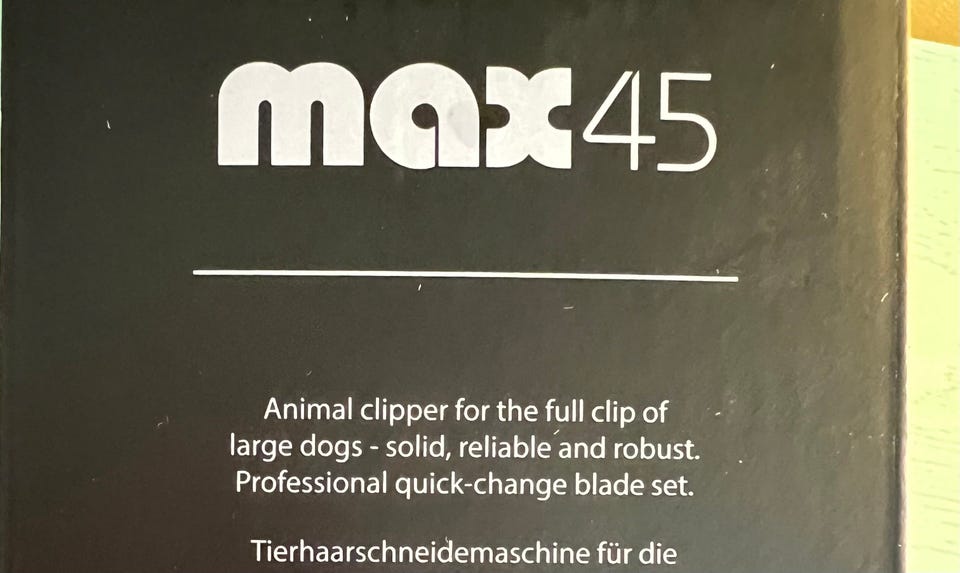 max45
Animal clipper for the full clip of
large dogs - solid, reliable and robust.
Professional quick-change blade set.
Tierhaarschneidemaschine für die